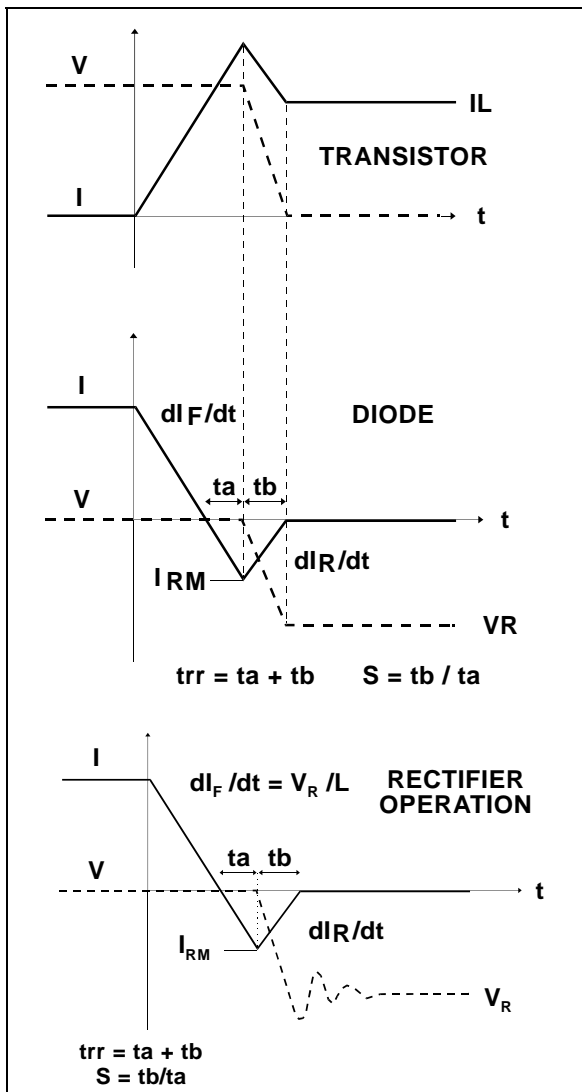 V
IL
TRANSISTOR
I
t
I
dIF/dt
DIODE
ta
tb
V
t
IRM
dIR/dt
VR
trr = ta + tb
S = tb / ta
I
dIF/dt = VR/L
RECTIFIER
OPERATION
ta
tb
V
t
IRM
dIR/dt
VR
trr = ta + tb
S = tb/ta